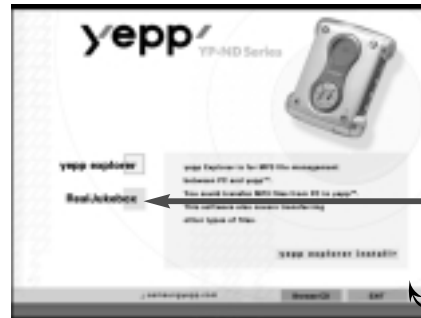 yepp'
YP-ND Series
yepp explorer
RealJukebox
yepp Explorer is for MP3 file management
between PC and yepp™.
You could transfer MP3 files from PC to yepp™.
This software also means transferring
other types of files.
yepp explorer Install
Browse CD
EXIT